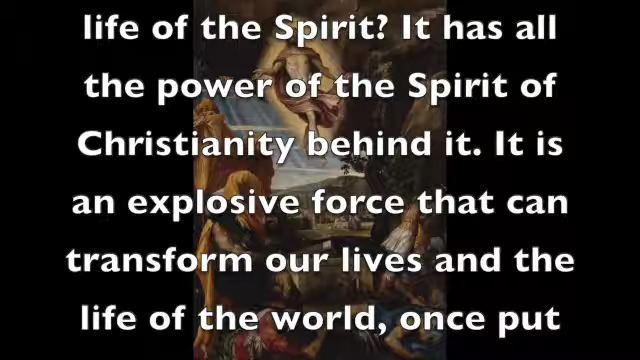 life of the Spirit? It has all
the power of the Spirit of
Christianity behind it. It is
an explosive force that can
transform our lives and the
life of the world, once put